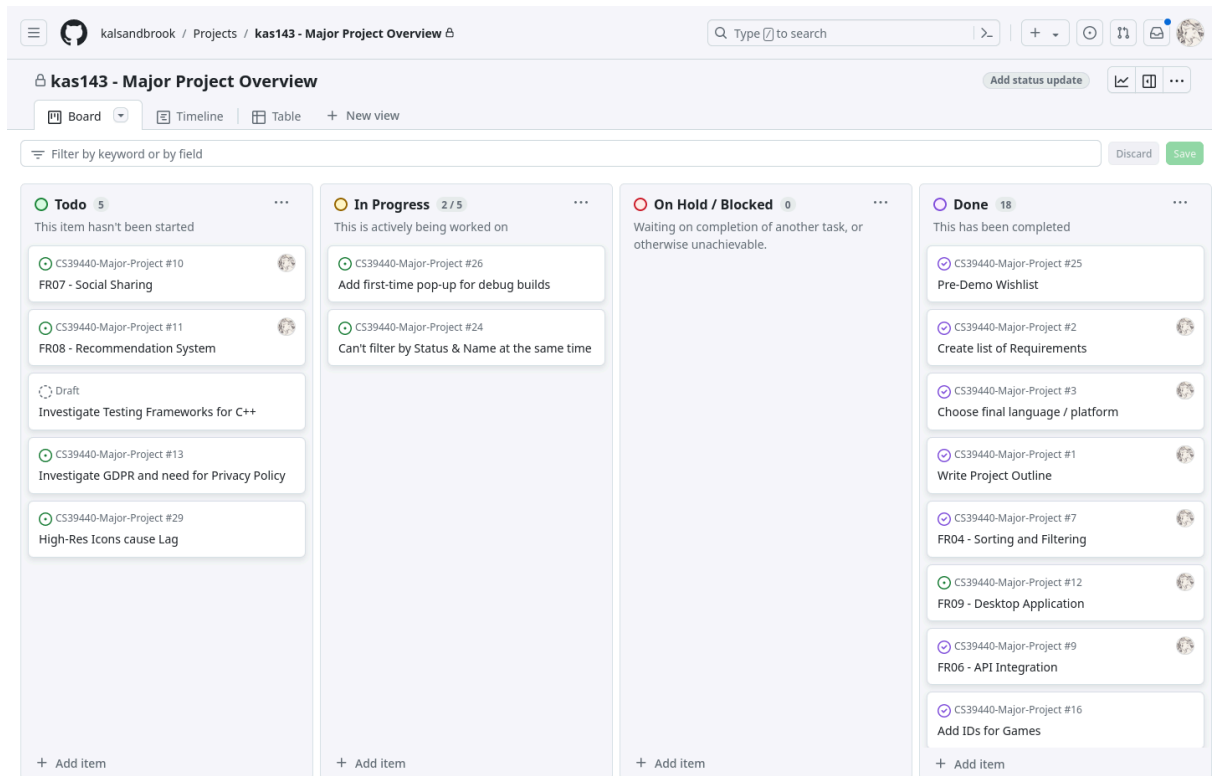 kalsandbrook / Projects / kas143 - Major Project Overview
Type / to search
kas143 - Major Project Overview
Add status update
Board
Timeline
Table
+ New view
Filter by keyword or by field
Discard
Save
Todo 5
This item hasn't been started
CS39440-Major-Project #10
FR07 - Social Sharing
CS39440-Major-Project #11
FR08 - Recommendation System
Draft
Investigate Testing Frameworks for C++
CS39440-Major-Project #13
Investigate GDPR and need for Privacy Policy
CS39440-Major-Project #29
High-Res Icons cause Lag
+ Add item
In Progress 2 / 5
This is actively being worked on
CS39440-Major-Project #26
Add first-time pop-up for debug builds
CS39440-Major-Project #24
Can't filter by Status & Name at the same time
+ Add item
On Hold / Blocked 0
Waiting on completion of another task, or
otherwise unachievable.
+ Add item
Done 18
This has been completed
CS39440-Major-Project #25
Pre-Demo Wishlist
CS39440-Major-Project #2
Create list of Requirements
CS39440-Major-Project #3
Choose final language / platform
CS39440-Major-Project #1
Write Project Outline
CS39440-Major-Project #7
FR04 - Sorting and Filtering
CS39440-Major-Project #12
FR09 - Desktop Application
CS39440-Major-Project #9
FR06 - API Integration
CS39440-Major-Project #16
Add IDs for Games
+ Add item